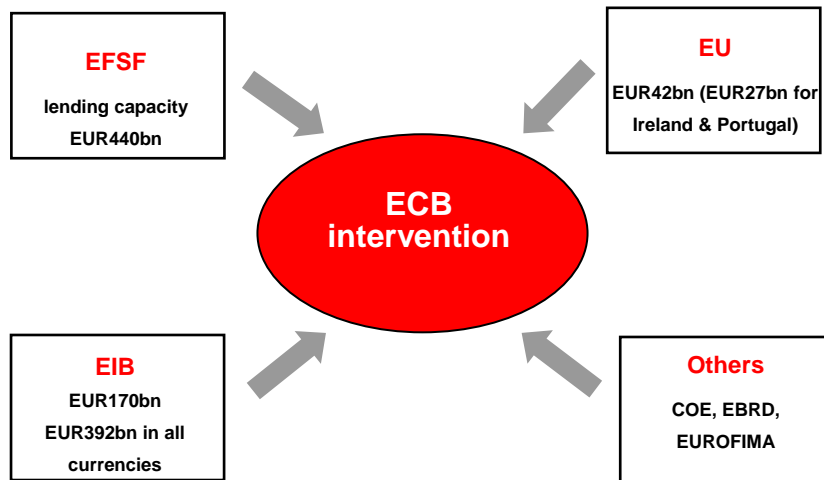 EFSF
lending capacity
EUR440bn
EU
EUR42bn (EUR27bn for
Ireland & Portugal)
ECB
intervention
EIB
EUR170bn
EUR392bn in all
currencies
Others
COE, EBRD,
EUROFIMA